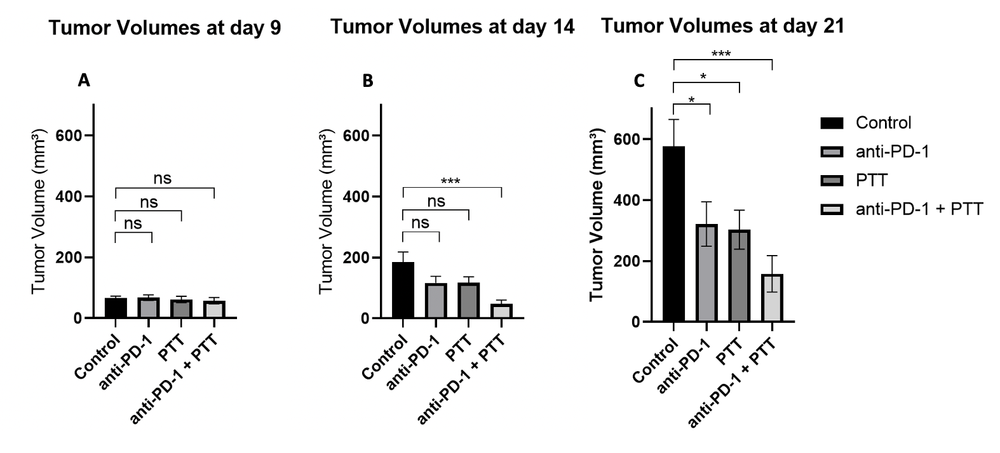 Tumor Volumes at day 9
A
Tumor Volume (mm³)
600
400
200
0
ns
ns
ns
Control
anti-PD-1
PTT
anti-PD-1 + PTT
Tumor Volumes at day 14
B
Tumor Volume (mm³)
600
400
200
0
***
ns
ns
Control
anti-PD-1
PTT
anti-PD-1 + PTT
Tumor Volumes at day 21
C
Tumor Volume (mm³)
600
400
200
0
***
*
*
Control
anti-PD-1
PTT
anti-PD-1 + PTT
Control
anti-PD-1
PTT
anti-PD-1 + PTT